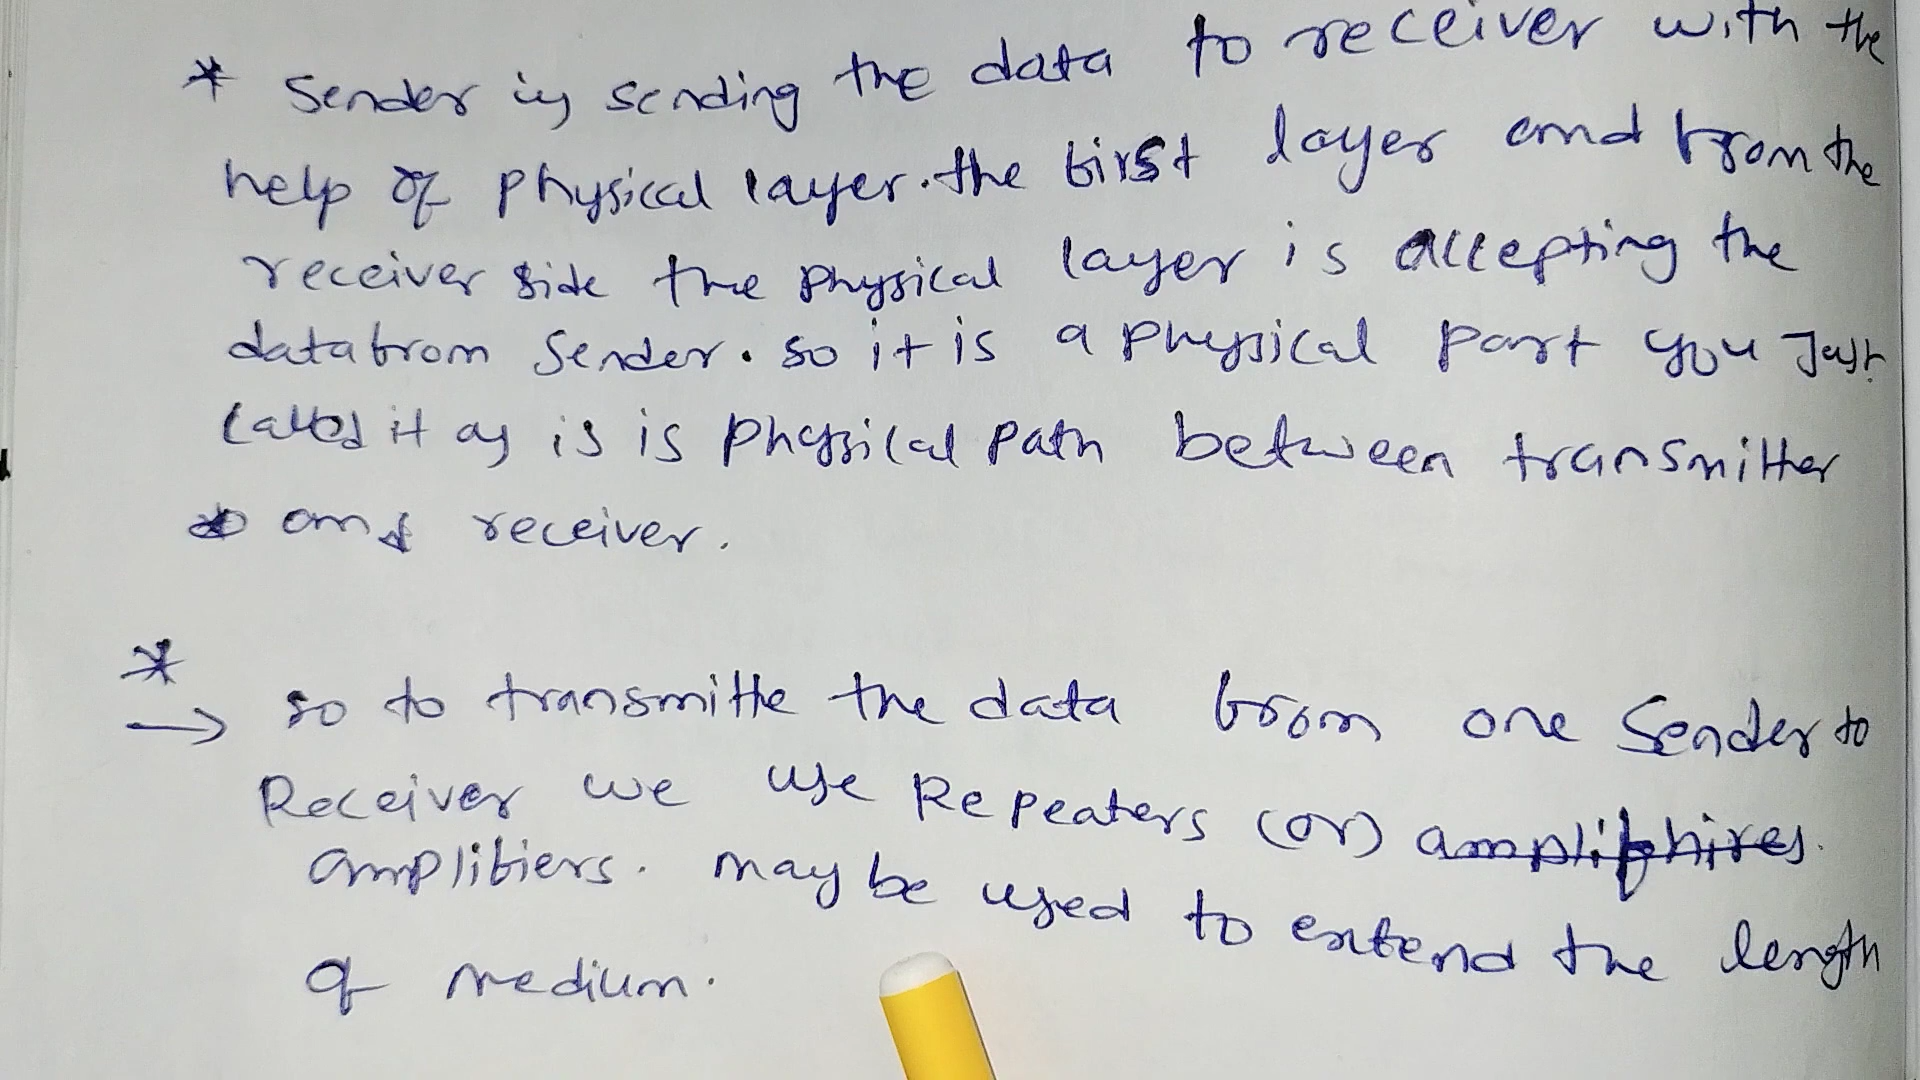 * Sender is sending the data to receiver with the
help of physical layer. the first layer and from the
receiver side the physical layer is accepting the
data from Sender. so it is a physical part you Just
called it as is is physical path between transmitter
and receiver.
*
→ so to transmitte the data from one Sender to
Receiver we use Repeaters (or) amplifhires.
amplifiers. may be used to extend the length
of medium.